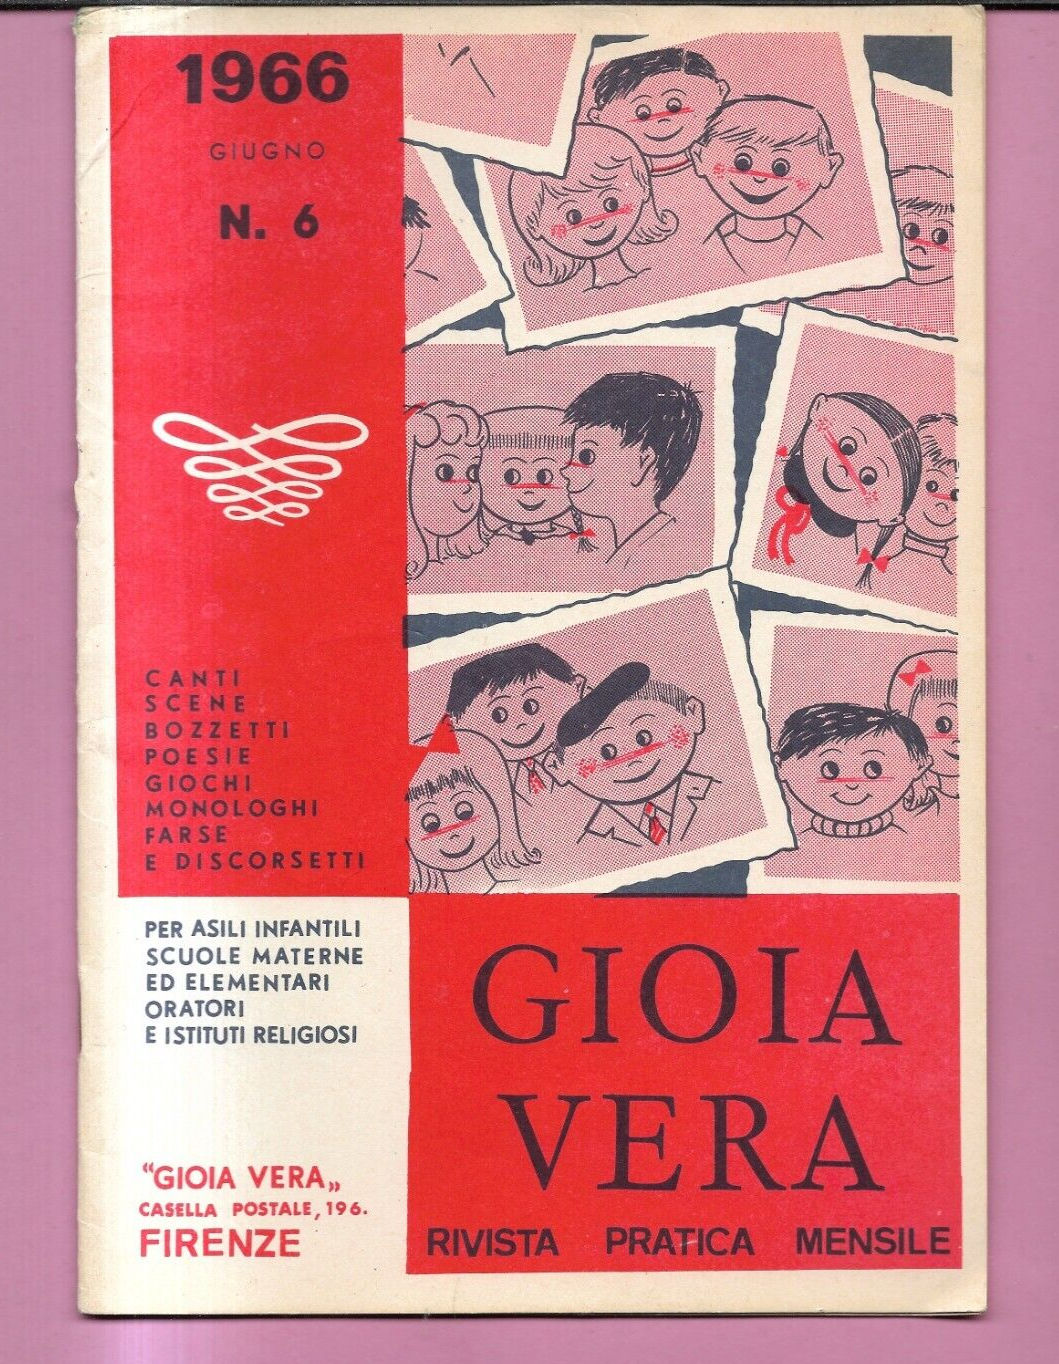 1966
GIUGNO
N. 6
CANTI
SCENE
BOZZETTI
POESIE
GIOCHI
MONOLOGHI
FARSE
E DISCORSETTI
PER ASILI INFANTILI
SCUOLE MATERNE
ED ELEMENTARI
ORATORI
E ISTITUTI RELIGIOSI
“GIOIA VERA„
CASELLA POSTALE, 196.
FIRENZE
GIOIA
VERA
RIVISTA PRATICA MENSILE